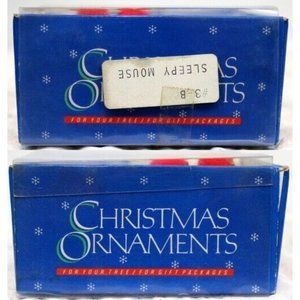 CHRISTMAS
ORNAMENTS
#3-B
SLEEPY MOUSE
FOR YOUR TREE / FOR GIFT PACKAGES
CHRISTMAS
ORNAMENTS
FOR YOUR TREE / FOR GIFT PACKAGES